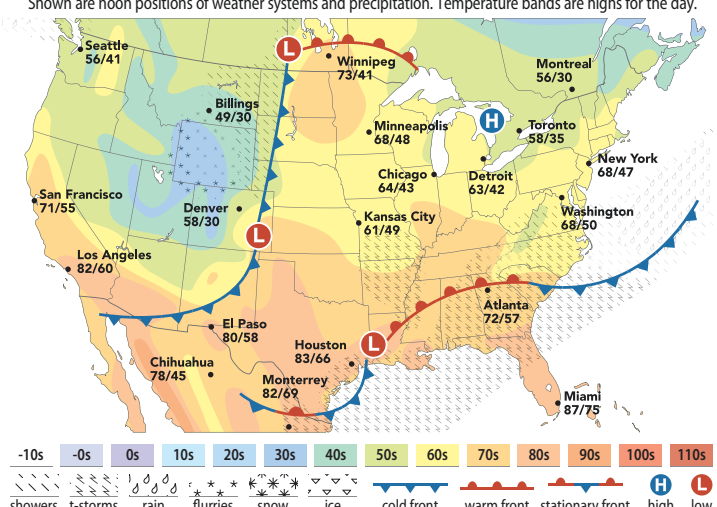 Shown are noon positions of weather systems and precipitation. Temperature bands are highs for the day.
Seattle
56/41
L
Winnipeg
73/41
Montreal
56/30
Billings
49/30
Minneapolis
68/48
H
Toronto
58/35
New York
68/47
Chicago
64/43
Detroit
63/42
San Francisco
71/55
Denver
58/30
Kansas City
61/49
Washington
68/50
L
Los Angeles
82/60
El Paso
80/58
Atlanta
72/57
Houston
83/66
L
Chihuahua
78/45
Monterrey
82/69
Miami
87/75
-10s -0s 0s 10s 20s 30s 40s 50s 60s 70s 80s 90s 100s 110s
H L
showers t-storms rain flurries snow ice cold front warm front stationary front high low